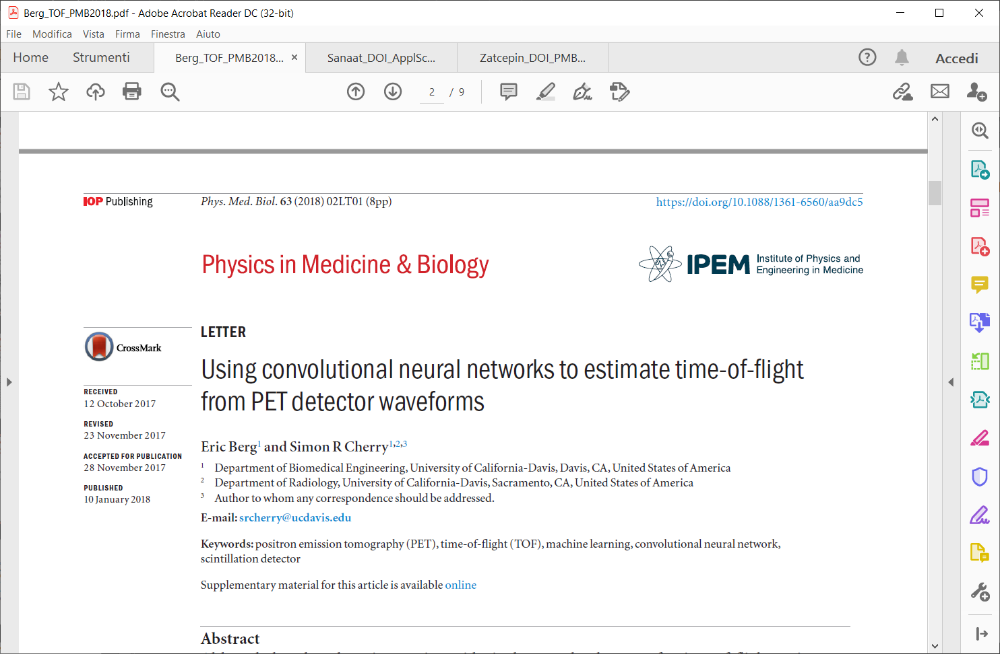 Berg_TOF_PMB2018.pdf - Adobe Acrobat Reader DC (32-bit)
File Modifica Vista Firma Finestra Aiuto
Home Strumenti Berg_TOF_PMB2018... × Sanaat_DOI_ApplSc... Zatcepin_DOI_PMB... Accedi
2 / 9
IOP Publishing Phys. Med. Biol. 63 (2018) 02LT01 (8pp) https://doi.org/10.1088/1361-6560/aa9dc5
Physics in Medicine & Biology
IPEM Institute of Physics and
Engineering in Medicine
CrossMark
RECEIVED
12 October 2017
REVISED
23 November 2017
ACCEPTED FOR PUBLICATION
28 November 2017
PUBLISHED
10 January 2018
LETTER
Using convolutional neural networks to estimate time-of-flight
from PET detector waveforms
Eric Berg1 and Simon R Cherry1,2,3
1 Department of Biomedical Engineering, University of California-Davis, Davis, CA, United States of America
2 Department of Radiology, University of California-Davis, Sacramento, CA, United States of America
3 Author to whom any correspondence should be addressed.
E-mail: srcherry@ucdavis.edu
Keywords: positron emission tomography (PET), time-of-flight (TOF), machine learning, convolutional neural network,
scintillation detector
Supplementary material for this article is available online
Abstract